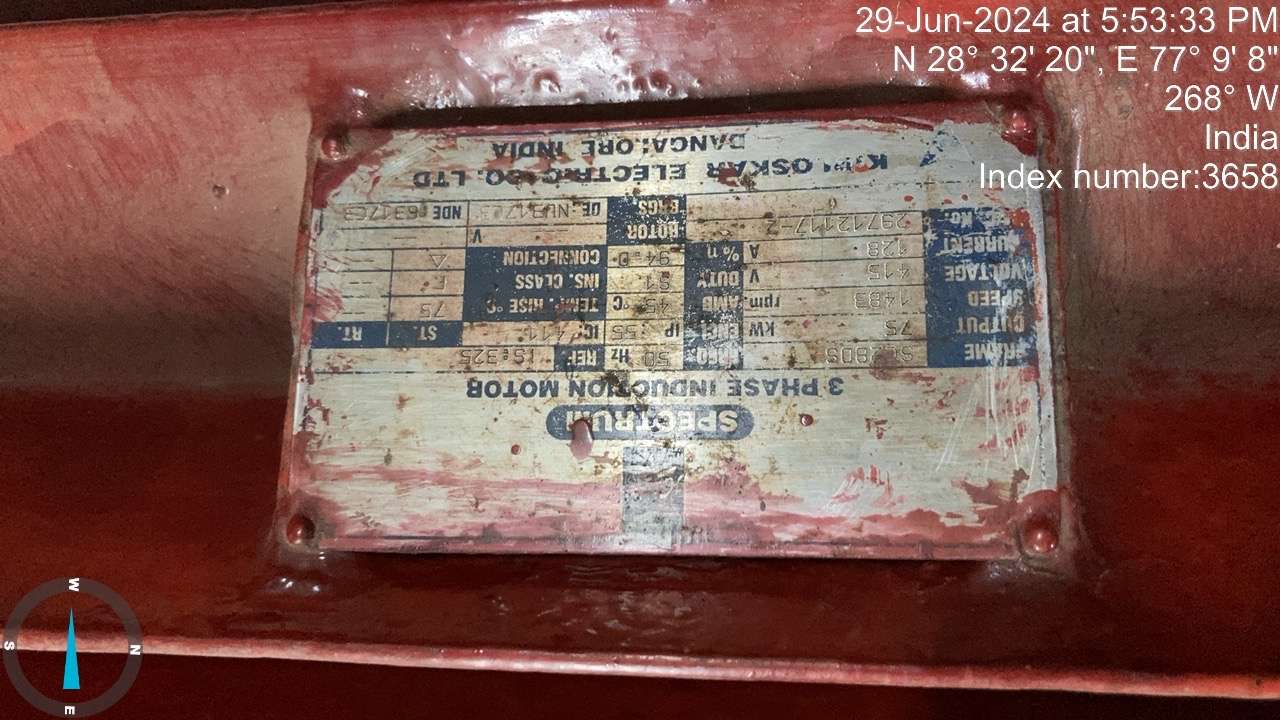 29-Jun-2024 at 5:53:33 PM
N 28° 32' 20", E 77° 9' 8"
268° W
India
Index number:3658
SPECTRUM
3 PHASE INDUCTION MOTOR
FRAME Hz 50 REF. IS:325
OUTPUT 75 kW IP 55 IC 411 ST. RT.
SPEED 1483 rpm AMB 45 °C TEMP. RISE °C 75
VOLTAGE 415 V DUTY S1 INS. CLASS F
CURRENT 128 A % η 94.0 CONNECTION Δ
29712117-2 ROTOR V
BRGS DE NDE
ELECTRIC CO. LTD
INDIA
W
N
E
S